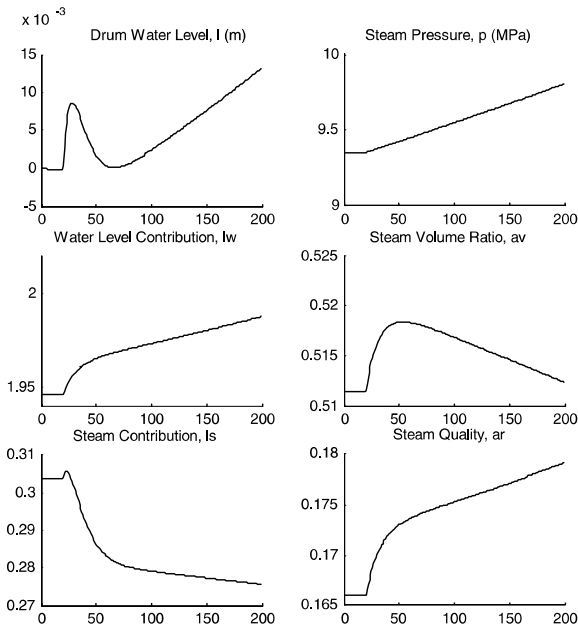 x 10 -3
Drum Water Level, l (m)
15
10
5
0
-5
0 50 100 150 200
Steam Pressure, p (MPa)
10
9.5
9
0 50 100 150 200
Water Level Contribution, lw
2
1.95
0 50 100 150 200
Steam Volume Ratio, av
0.525
0.52
0.515
0.51
0 50 100 150 200
Steam Contribution, ls
0.31
0.3
0.29
0.28
0.27
0 50 100 150 200
Steam Quality, ar
0.18
0.175
0.17
0.165
0 50 100 150 200